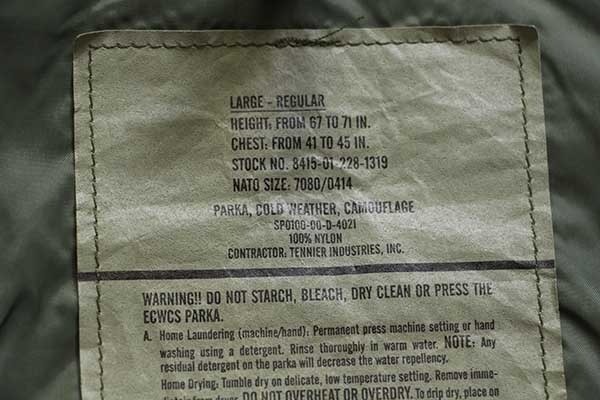 LARGE - REGULAR
HEIGHT: FROM 67 TO 71 IN.
CHEST: FROM 41 TO 45 IN.
STOCK NO. 8415-01-228-1319
NATO SIZE: 7080/0414
PARKA, COLD WEATHER, CAMOUFLAGE
SP0100-00-D-4021
100% NYLON
CONTRACTOR: TENNIER INDUSTRIES, INC.
WARNING!! DO NOT STARCH, BLEACH, DRY CLEAN OR PRESS THE
ECWCS PARKA.
A. Home Laundering (machine/hand): Permanent press machine setting or hand
washing using a detergent. Rinse thoroughly in warm water. NOTE: Any
residual detergent on the parka will decrease the water repellency.
Home Drying: Tumble dry on delicate, low temperature setting. Remove imme-
diately from dryer. DO NOT OVERHEAT OR OVERDRY. To drip dry, place on